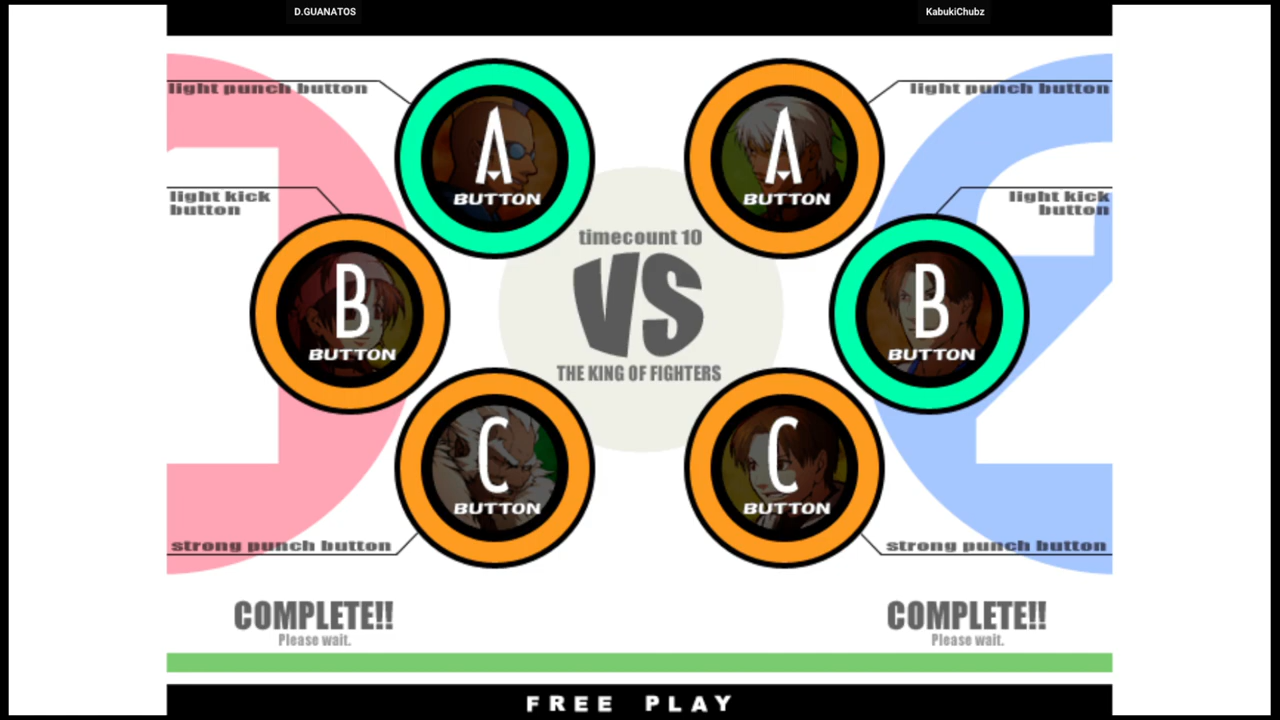 D.GUANATOS
KabukiChubz
light punch button
A
BUTTON
A
BUTTON
light punch button
light kick
button
light kick
button
B
BUTTON
timecount 10
VS
THE KING OF FIGHTERS
B
BUTTON
C
BUTTON
C
BUTTON
strong punch button
strong punch button
COMPLETE!!
Please wait.
COMPLETE!!
Please wait.
FREE PLAY